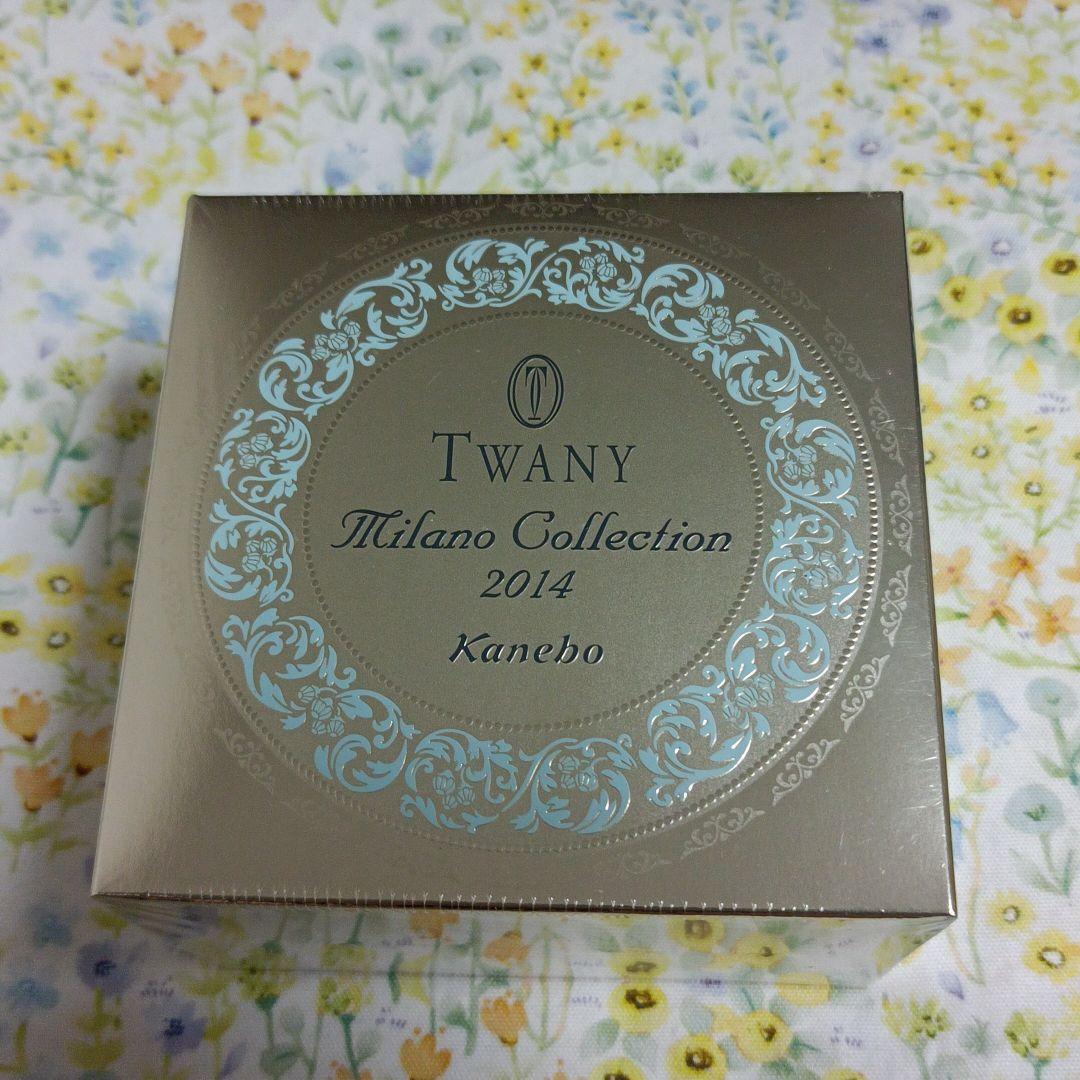 T
TWANY
Milano Collection
2014
Kanebo